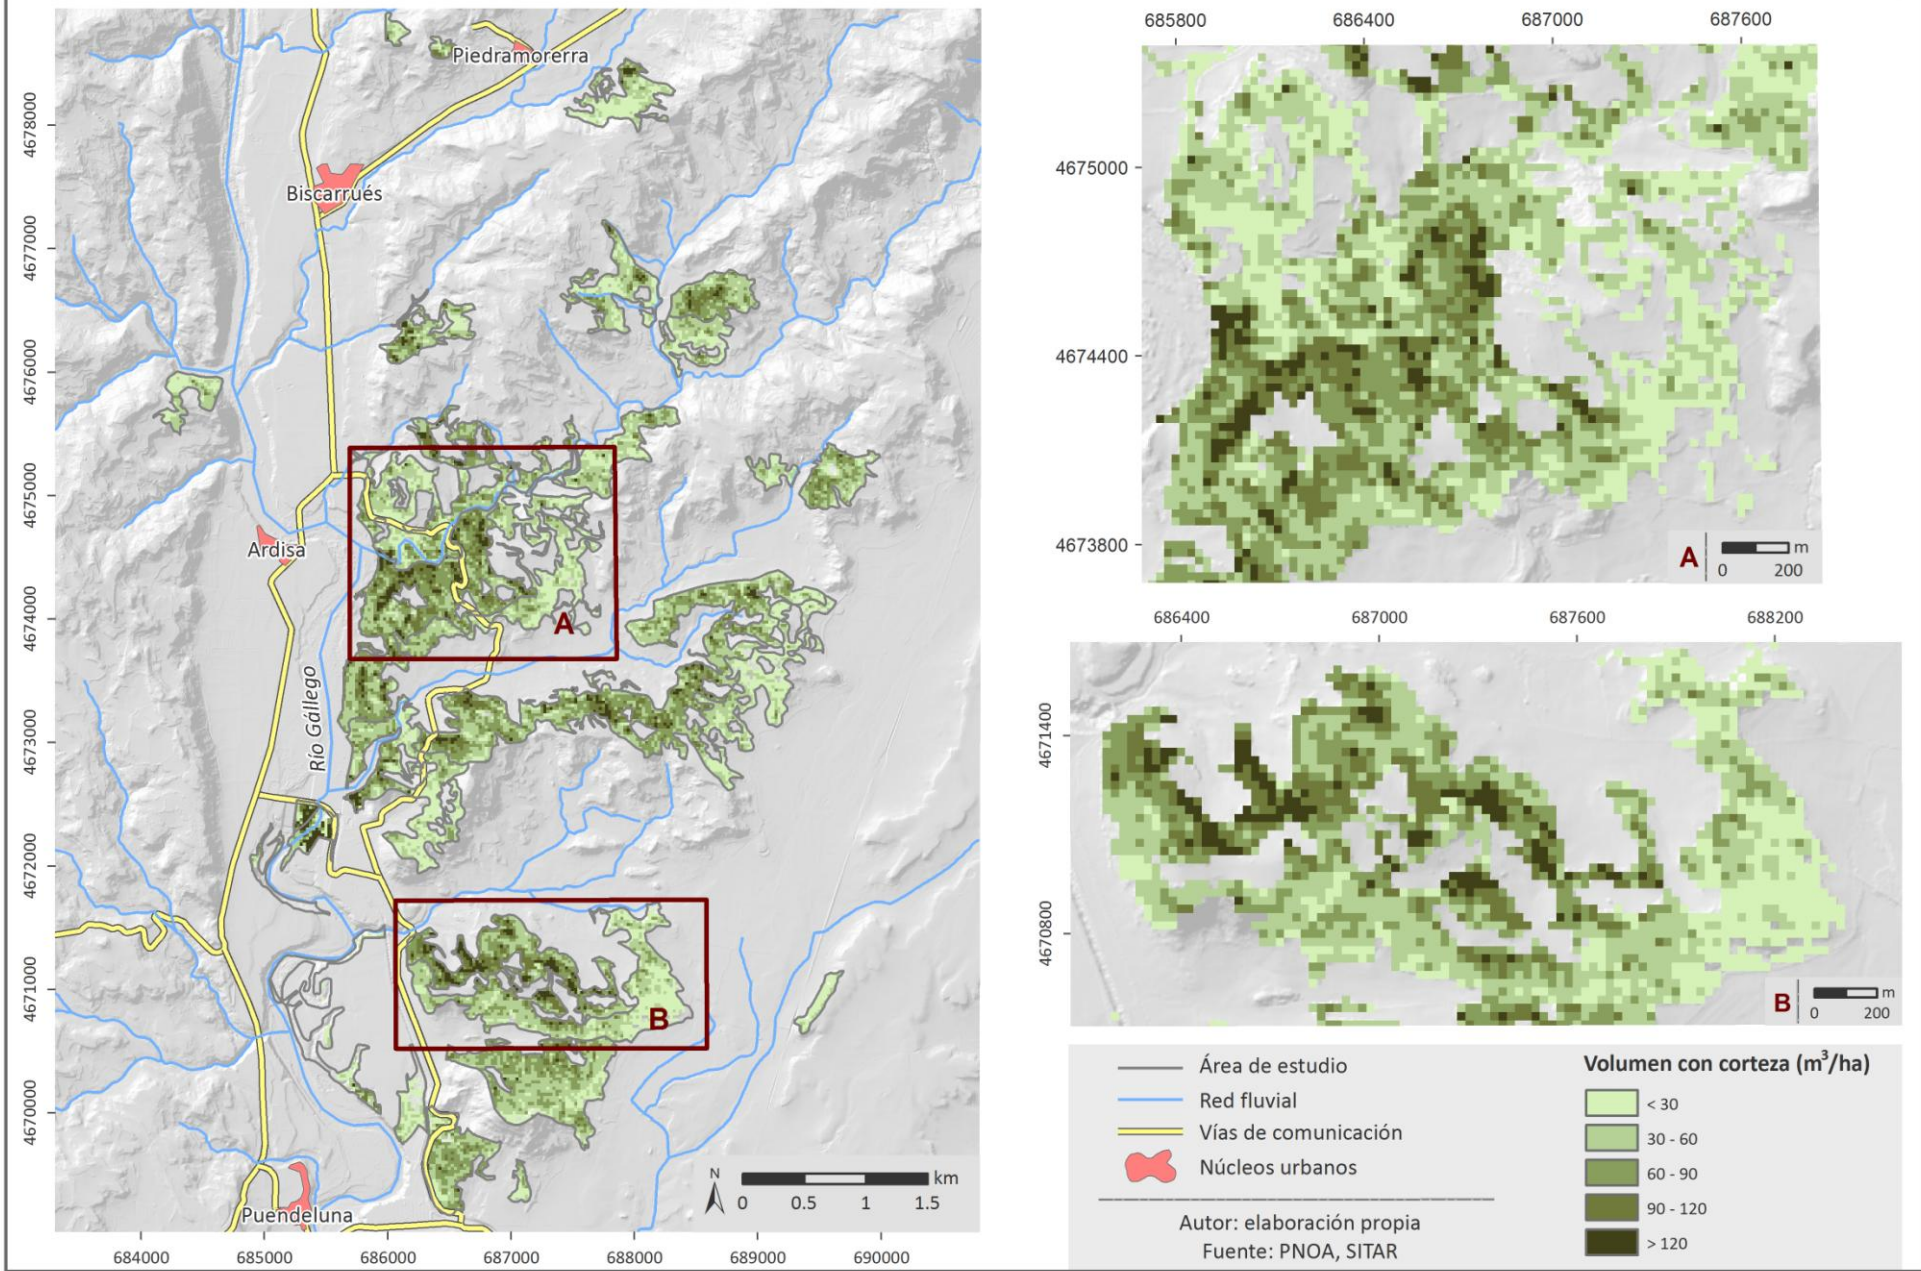 4678000
4677000
4676000
4675000
4674000
4673000
4672000
4671000
4670000
Piedramorerra
Biscarrués
Ardisa
Río Gállego
A
B
Puendeluna
N
km
0 0.5 1 1.5
684000 685000 686000 687000 688000 689000 690000
685800 686400 687000 687600
4675000
4674400
4673800
A
m
0 200
686400 687000 687600 688200
4671400
4670800
B
m
0 200
Área de estudio
Red fluvial
Vías de comunicación
Núcleos urbanos
Autor: elaboración propia
Fuente: PNOA, SITAR
Volumen con corteza (m³/ha)
< 30
30 - 60
60 - 90
90 - 120
> 120